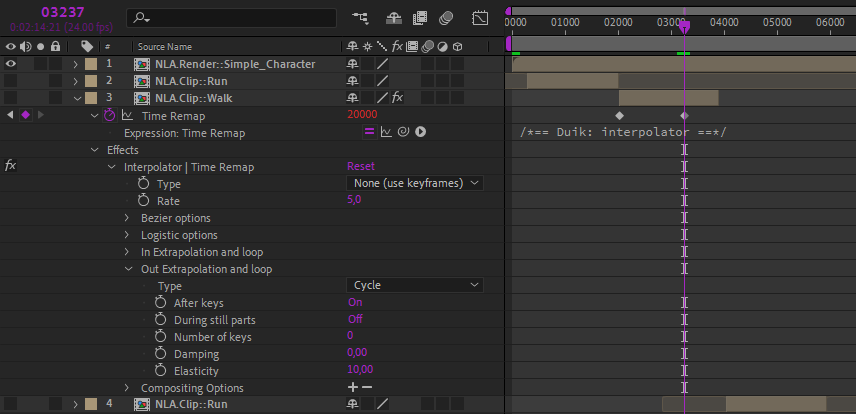 03237
0:02:14:21 (24.00 fps)
0000 01000 02000 03000 04000 05000 06000
# Source Name fx
1 NLA.Render::Simple_Character
2 NLA.Clip::Run
3 NLA.Clip::Walk fx
Time Remap 20000
Expression: Time Remap /*=== Duik: interpolator ==*/
Effects
fx Interpolator | Time Remap Reset
Type None (use keyframes)
Rate 5,0
Bezier options
Logistic options
In Extrapolation and loop
Out Extrapolation and loop
Type Cycle
After keys On
During still parts Off
Number of keys 0
Damping 0,00
Elasticity 10,00
Compositing Options + −
4 NLA.Clip::Run